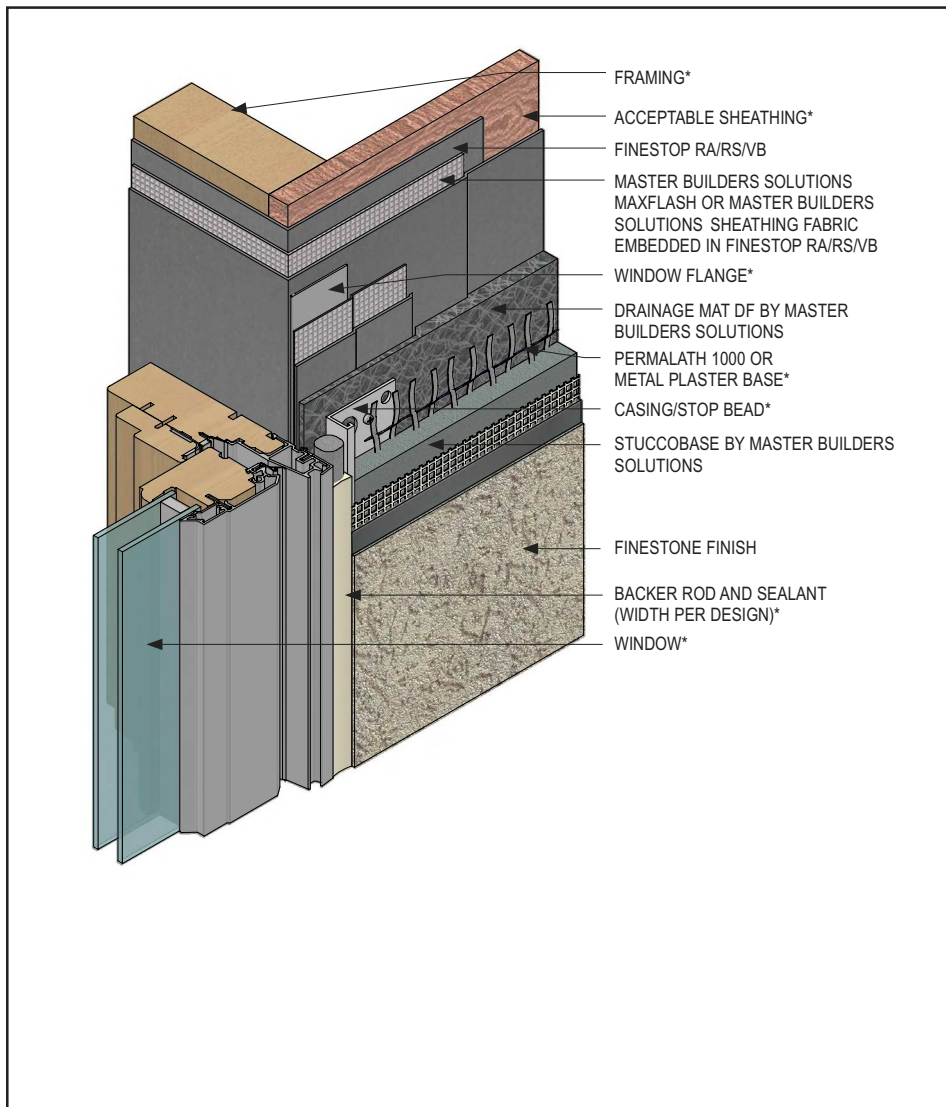 FRAMING*
ACCEPTABLE SHEATHING*
FINESTOP RA/RS/VB
MASTER BUILDERS SOLUTIONS
MAXFLASH OR MASTER BUILDERS
SOLUTIONS SHEATHING FABRIC
EMBEDDED IN FINESTOP RA/RS/VB
WINDOW FLANGE*
DRAINAGE MAT DF BY MASTER
BUILDERS SOLUTIONS
PERMALATH 1000 OR
METAL PLASTER BASE*
CASING/STOP BEAD*
STUCCOBASE BY MASTER BUILDERS
SOLUTIONS
FINESTONE FINISH
BACKER ROD AND SEALANT
(WIDTH PER DESIGN)*
WINDOW*